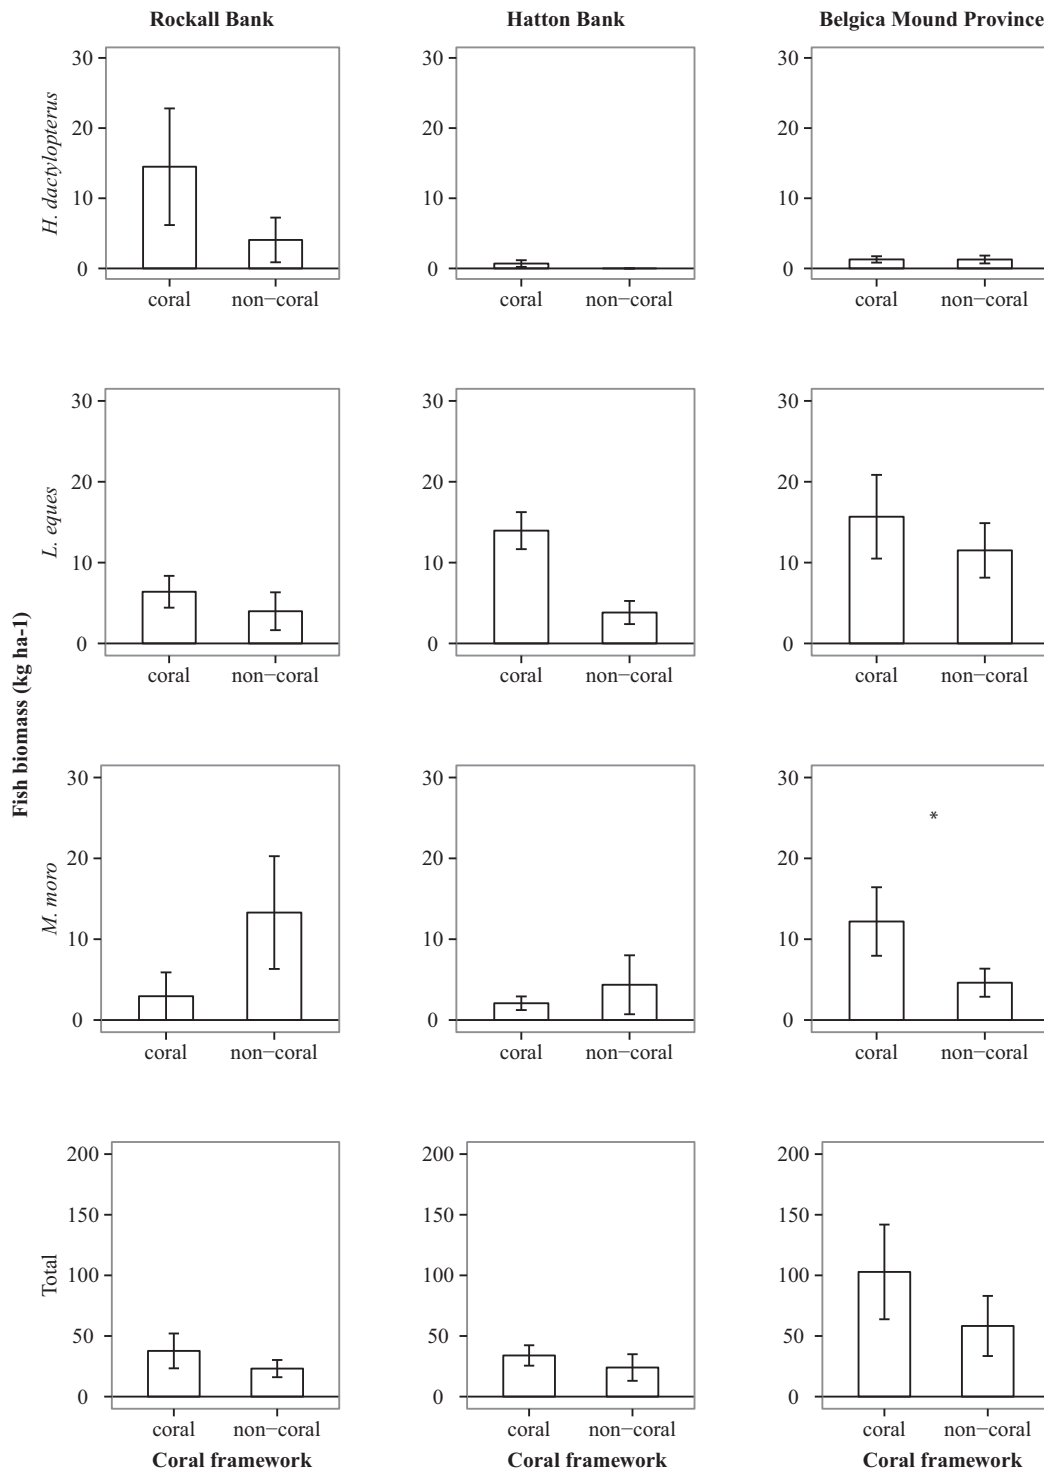 Rockall Bank Hatton Bank Belgica Mound Province
Fish biomass (kg ha-1)
H. dactylopterus
30 30 30
20 20 20
10 10 10
0 0 0
coral non−coral coral non−coral coral non−coral
L. eques
30 30 30
20 20 20
10 10 10
0 0 0
coral non−coral coral non−coral coral non−coral
M. moro
30 30 30
*
20 20 20
10 10 10
0 0 0
coral non−coral coral non−coral coral non−coral
Total
200 200 200
150 150 150
100 100 100
50 50 50
0 0 0
coral non−coral coral non−coral coral non−coral
Coral framework Coral framework Coral framework